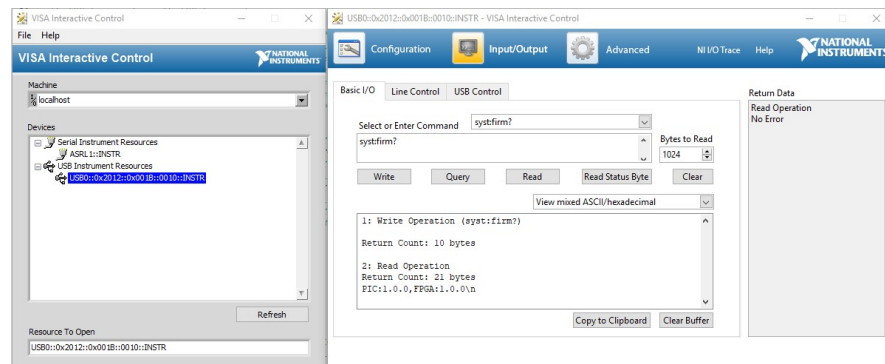 VISA Interactive Control
File Help
VISA Interactive Control
NATIONAL INSTRUMENTS
Machine
localhost
Devices
Serial Instrument Resources
ASRL1::INSTR
USB Instrument Resources
USB0::0x2012::0x001B::0010::INSTR
Refresh
Resource To Open
USB0::0x2012::0x001B::0010::INSTR
USB0::0x2012::0x001B::0010::INSTR - VISA Interactive Control
Configuration
Input/Output
Advanced
NI I/O Trace
Help
NATIONAL INSTRUMENTS
Basic I/O
Line Control
USB Control
Select or Enter Command
syst:firm?
syst:firm?
Bytes to Read
1024
Write
Query
Read
Read Status Byte
Clear
View mixed ASCII/hexadecimal
1: Write Operation (syst:firm?)
Return Count: 10 bytes
2: Read Operation
Return Count: 21 bytes
PIC:1.0.0,FPGA:1.0.0\n
Copy to Clipboard
Clear Buffer
Return Data
Read Operation
No Error